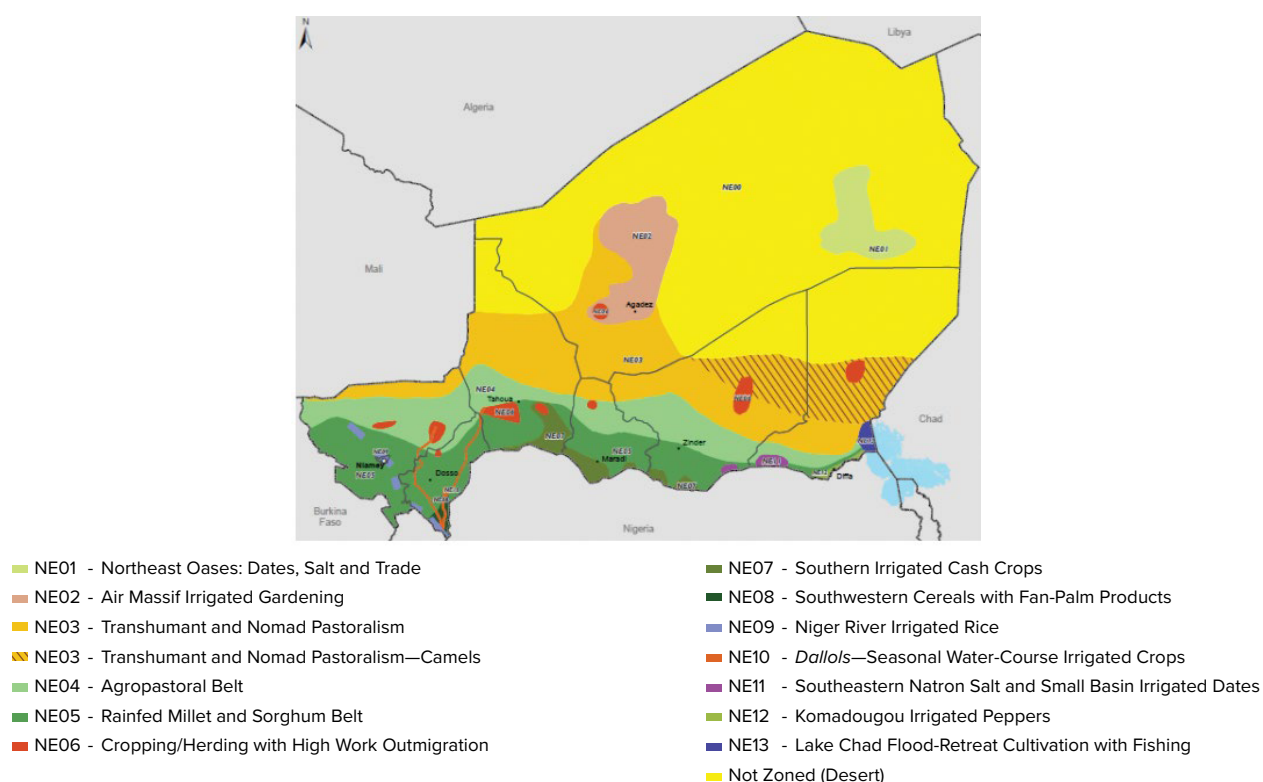 N
Libya
Algeria
NE00
NE02
NE01
Mali
Agadez
NE03
NE04
Tahoua
Chad
Zinder
Maradi
Niamey
NE05
Dosso
Diffa
Burkina
Faso
Nigeria
NE01 - Northeast Oases: Dates, Salt and Trade
NE02 - Air Massif Irrigated Gardening
NE03 - Transhumant and Nomad Pastoralism
NE03 - Transhumant and Nomad Pastoralism—Camels
NE04 - Agropastoral Belt
NE05 - Rainfed Millet and Sorghum Belt
NE06 - Cropping/Herding with High Work Outmigration
NE07 - Southern Irrigated Cash Crops
NE08 - Southwestern Cereals with Fan-Palm Products
NE09 - Niger River Irrigated Rice
NE10 - Dallols—Seasonal Water-Course Irrigated Crops
NE11 - Southeastern Natron Salt and Small Basin Irrigated Dates
NE12 - Komadougou Irrigated Peppers
NE13 - Lake Chad Flood-Retreat Cultivation with Fishing
Not Zoned (Desert)